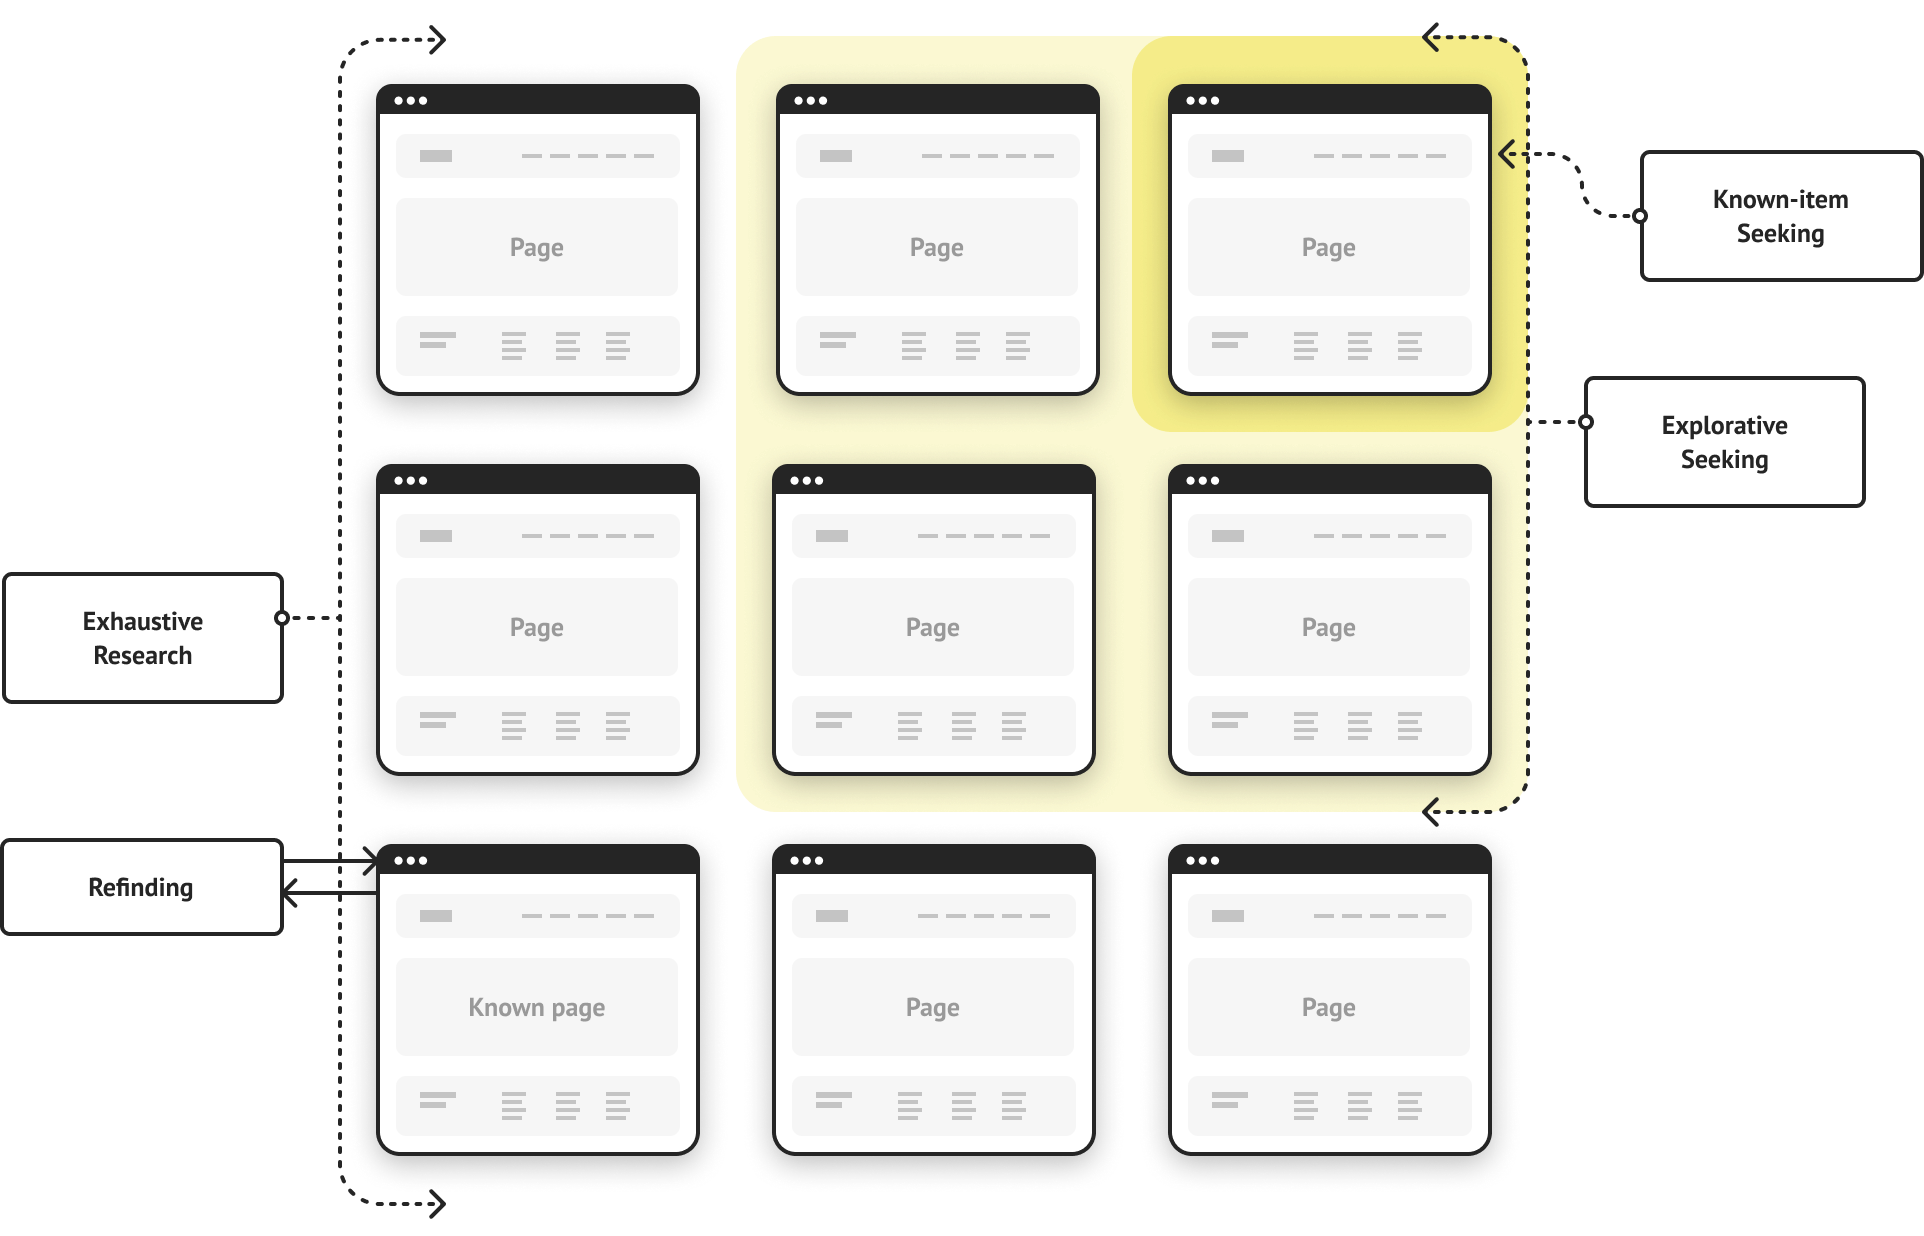 Page
Page
Page
Known-item
Seeking
Explorative
Seeking
Exhaustive
Research
Page
Page
Page
Refinding
Known page
Page
Page